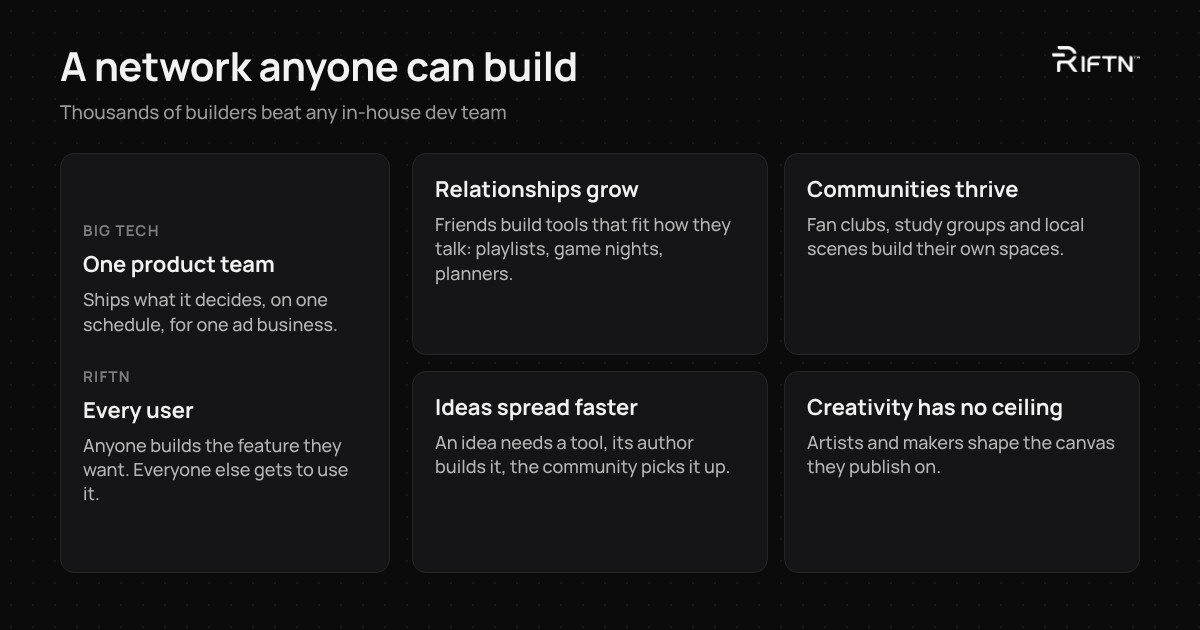 A network anyone can build
RIFTN™
Thousands of builders beat any in-house dev team
BIG TECH
One product team
Ships what it decides, on one
schedule, for one ad business.
RIFTN
Every user
Anyone builds the feature they
want. Everyone else gets to use
it.
Relationships grow
Friends build tools that fit how they
talk: playlists, game nights,
planners.
Communities thrive
Fan clubs, study groups and local
scenes build their own spaces.
Ideas spread faster
An idea needs a tool, its author
builds it, the community picks it up.
Creativity has no ceiling
Artists and makers shape the canvas
they publish on.